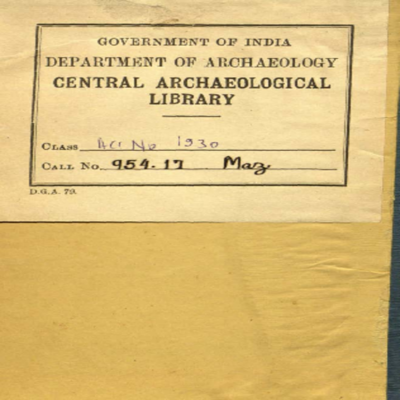 GOVERNMENT OF INDIA
DEPARTMENT OF ARCHAEOLOGY
CENTRAL ARCHAEOLOGICAL
LIBRARY
CLASS Acc No 1930
CALL NO. 954.17 Maz
D.G.A. 79.